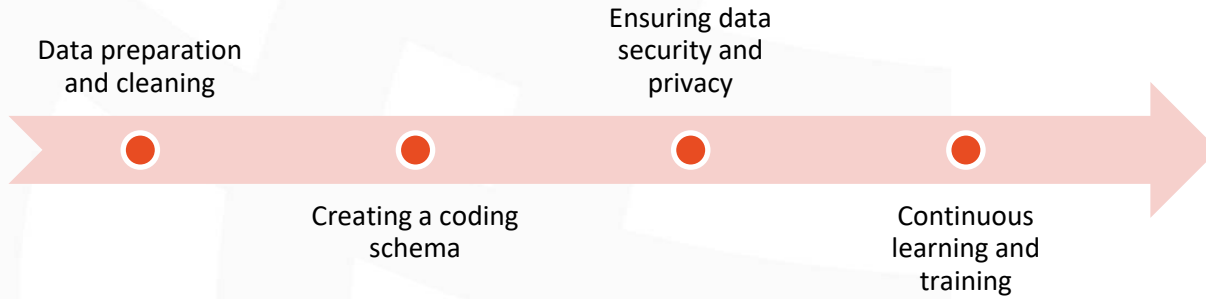 Data preparation
and cleaning
Creating a coding
schema
Ensuring data
security and
privacy
Continuous
learning and
training